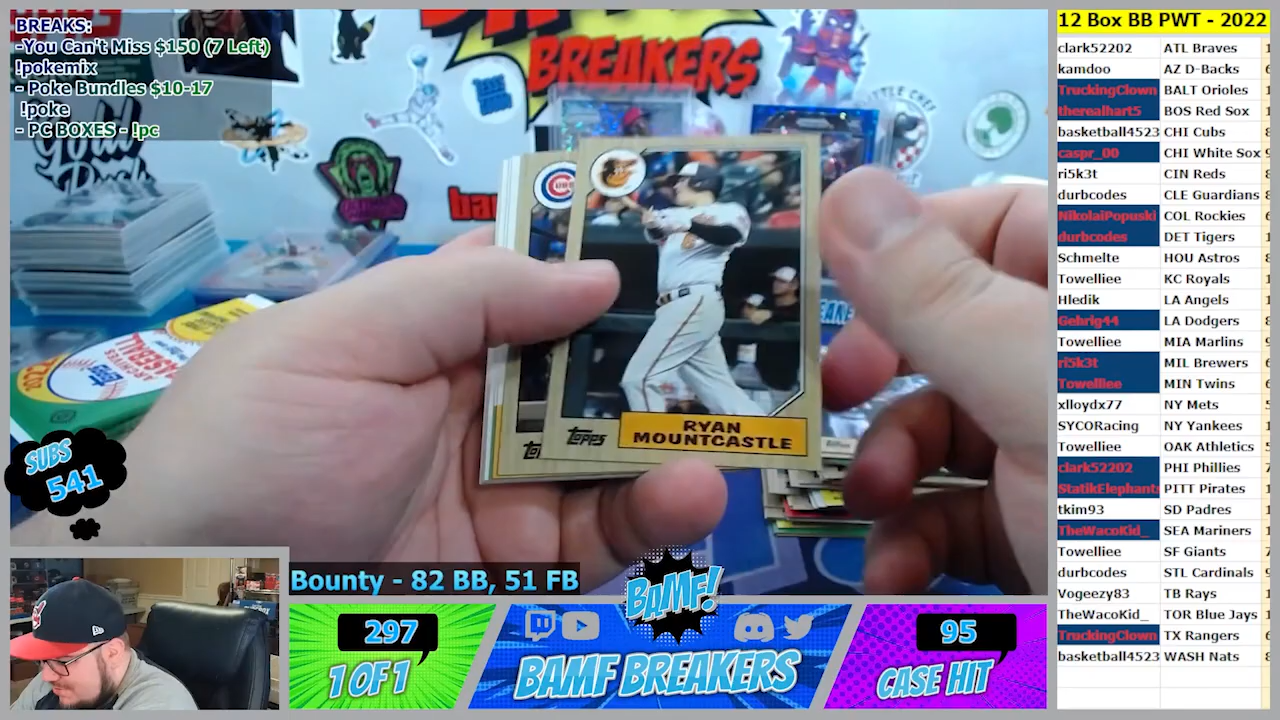 BREAKS:
-You Can't Miss $150 (7 Left)
!pokemix
- Poke Bundles $10-17
!poke
- PC BOXES - !pc
BREAKERS
CUBS
Topps
RYAN
MOUNTCASTLE
BASEBALL
SUBS
541
Bounty - 82 BB, 51 FB
BAMF!
297
1 OF 1
BAMF BREAKERS
95
CASE HIT
12 Box BB PWT - 2022
clark52202 ATL Braves
kamdoo AZ D-Backs
TruckingClown BALT Orioles
therealhart5 BOS Red Sox
basketball4523 CHI Cubs
caspr_00 CHI White Sox
ri5k3t CIN Reds
durbcodes CLE Guardians
NikolaiPopuski COL Rockies
durbcodes DET Tigers
Schmelte HOU Astros
Towelliee KC Royals
Hledik LA Angels
Gehrig44 LA Dodgers
Towelliee MIA Marlins
ri5k3t MIL Brewers
Towelliee MIN Twins
xlloydx77 NY Mets
SYCORacing NY Yankees
Towelliee OAK Athletics
clark52202 PHI Phillies
StatikElephant PITT Pirates
tkim93 SD Padres
TheWacoKid_ SEA Mariners
Towelliee SF Giants
durbcodes STL Cardinals
Vogeezy83 TB Rays
TheWacoKid_ TOR Blue Jays
TruckingClown TX Rangers
basketball4523 WASH Nats